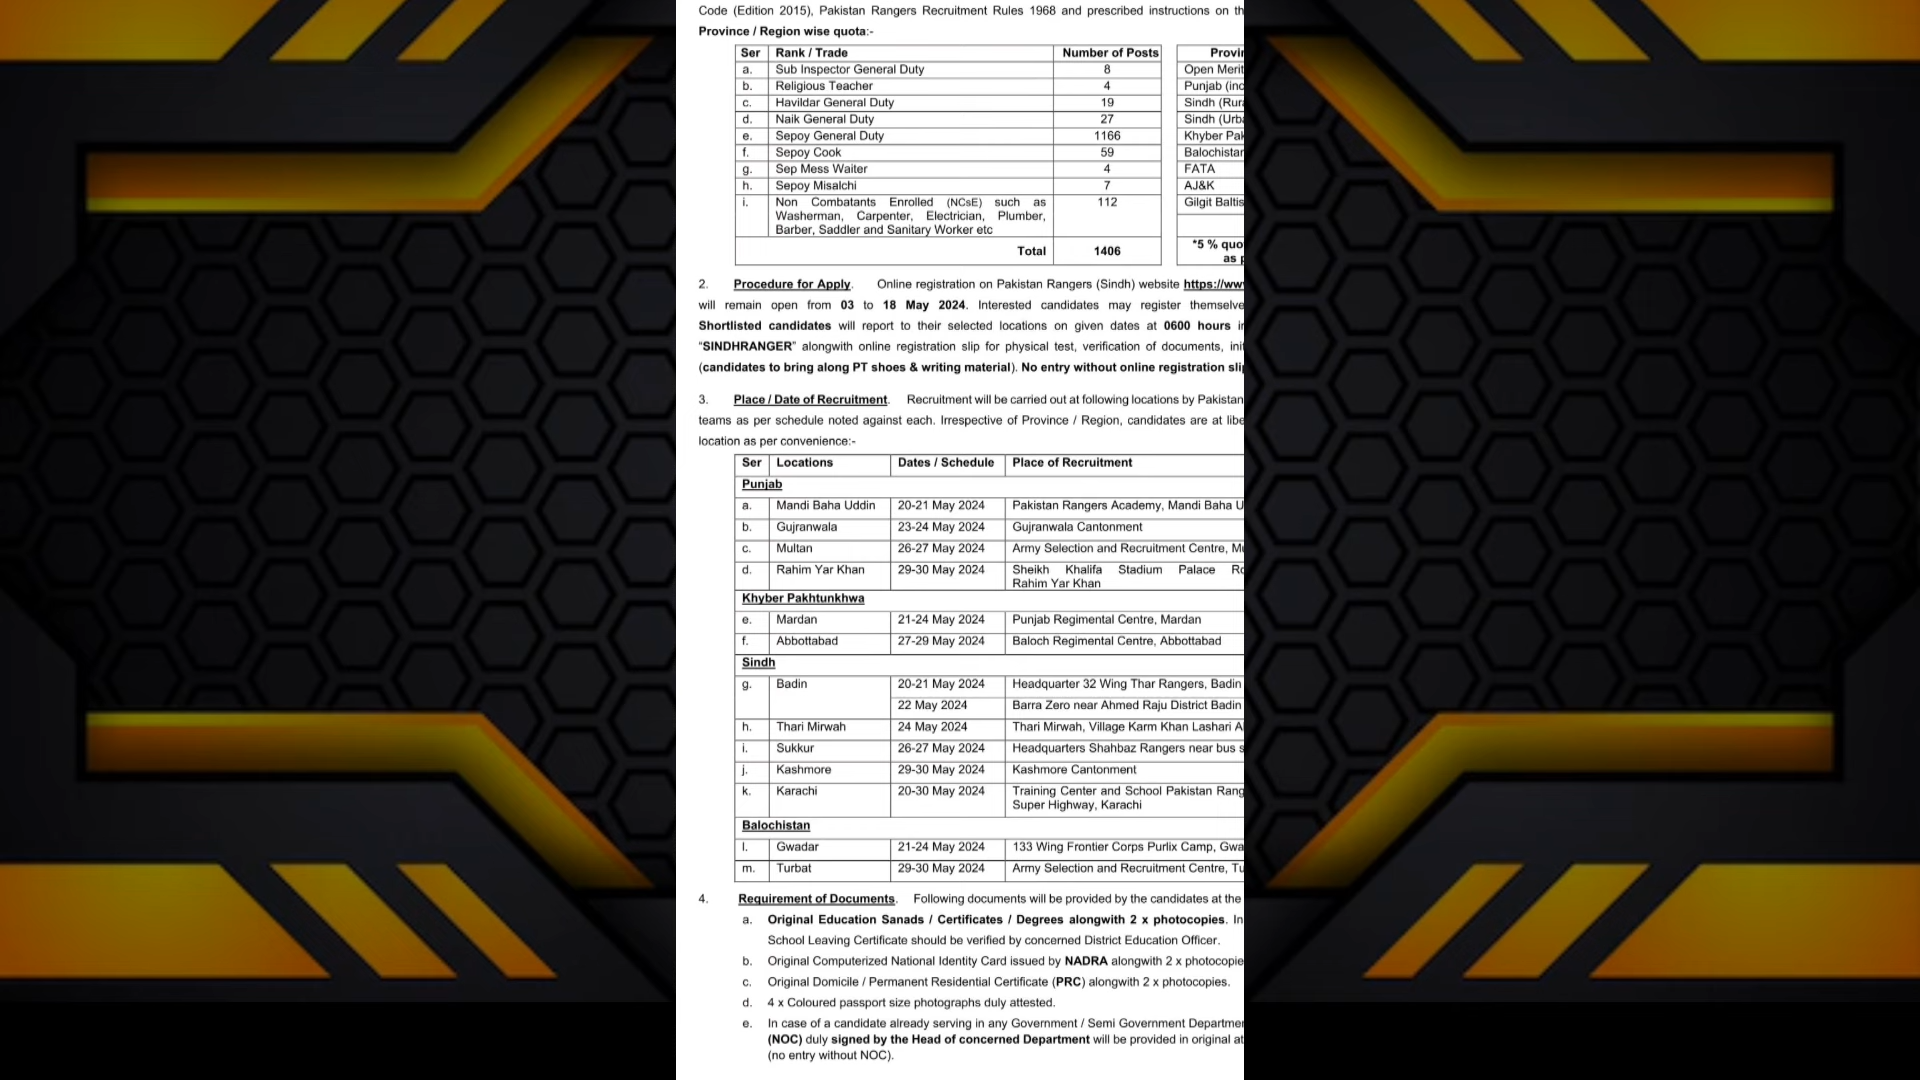 Code (Edition 2015), Pakistan Rangers Recruitment Rules 1968 and prescribed instructions on
Province / Region wise quota:-
Ser Rank / Trade Number of Posts
a. Sub Inspector General Duty 8 Open Merit
b. Religious Teacher 4 Punjab
c. Havildar General Duty 19 Sindh
d. Naik General Duty 27 Sindh
e. Sepoy General Duty 1166 Khyber
f. Sepoy Cook 59
g. Sep Mess Waiter 4 FATA
h. Sepoy Misalchi 7 AJ&K
i. Non Combatants Enrolled (NCsE) such as 112 Gilgit
Washerman, Carpenter, Electrician, Plumber,
Barber, Saddler and Sanitary Worker etc
Total 1406 *5 %
as
2. Procedure for Apply. Online registration on Pakistan Rangers (Sindh) website
will remain open from 03 to 18 May 2024. Interested candidates may register
Shortlisted candidates will report to their selected locations on given dates at 0600 hours
"SINDHRANGER" alongwith online registration slip for physical test, verification of documents,
(candidates to bring along PT shoes & writing material). No entry without online registration
3. Place / Date of Recruitment. Recruitment will be carried out at following locations by Pakistan
teams as per schedule noted against each. Irrespective of Province / Region, candidates are at
location as per convenience:-
Ser Locations Dates / Schedule Place of Recruitment
Punjab
a. Mandi Baha Uddin 20-21 May 2024 Pakistan Rangers Academy, Mandi Baha
b. Gujranwala 23-24 May 2024 Gujranwala Cantonment
c. Multan 26-27 May 2024 Army Selection and Recruitment Centre,
d. Rahim Yar Khan 29-30 May 2024 Sheikh Khalifa Stadium Palace
Rahim Yar Khan
Khyber Pakhtunkhwa
e. Mardan 21-24 May 2024 Punjab Regimental Centre, Mardan
f. Abbottabad 27-29 May 2024 Baloch Regimental Centre, Abbottabad
Sindh
g. Badin 20-21 May 2024 Headquarter 32 Wing Thar Rangers, Badin
22 May 2024 Barra Zero near Ahmed Raju District Badin
h. Thari Mirwah 24 May 2024 Thari Mirwah, Village Karm Khan Lashari
i. Sukkur 26-27 May 2024 Headquarters Shahbaz Rangers near bus
j. Kashmore 29-30 May 2024 Kashmore Cantonment
k. Karachi 20-30 May 2024 Training Center and School Pakistan
Super Highway, Karachi
Balochistan
l. Gwadar 21-24 May 2024 133 Wing Frontier Corps Purlix Camp,
m. Turbat 29-30 May 2024 Army Selection and Recruitment Centre,
4. Requirement of Documents. Following documents will be provided by the candidates at the
a. Original Education Sanads / Certificates / Degrees alongwith 2 x photocopies. In
School Leaving Certificate should be verified by concerned District Education Officer.
b. Original Computerized National Identity Card issued by NADRA alongwith 2 x
c. Original Domicile / Permanent Residential Certificate (PRC) alongwith 2 x photocopies.
d. 4 x Coloured passport size photographs duly attested.
e. In case of a candidate already serving in any Government / Semi Government
(NOC) duly signed by the Head of concerned Department will be provided in original at
(no entry without NOC).